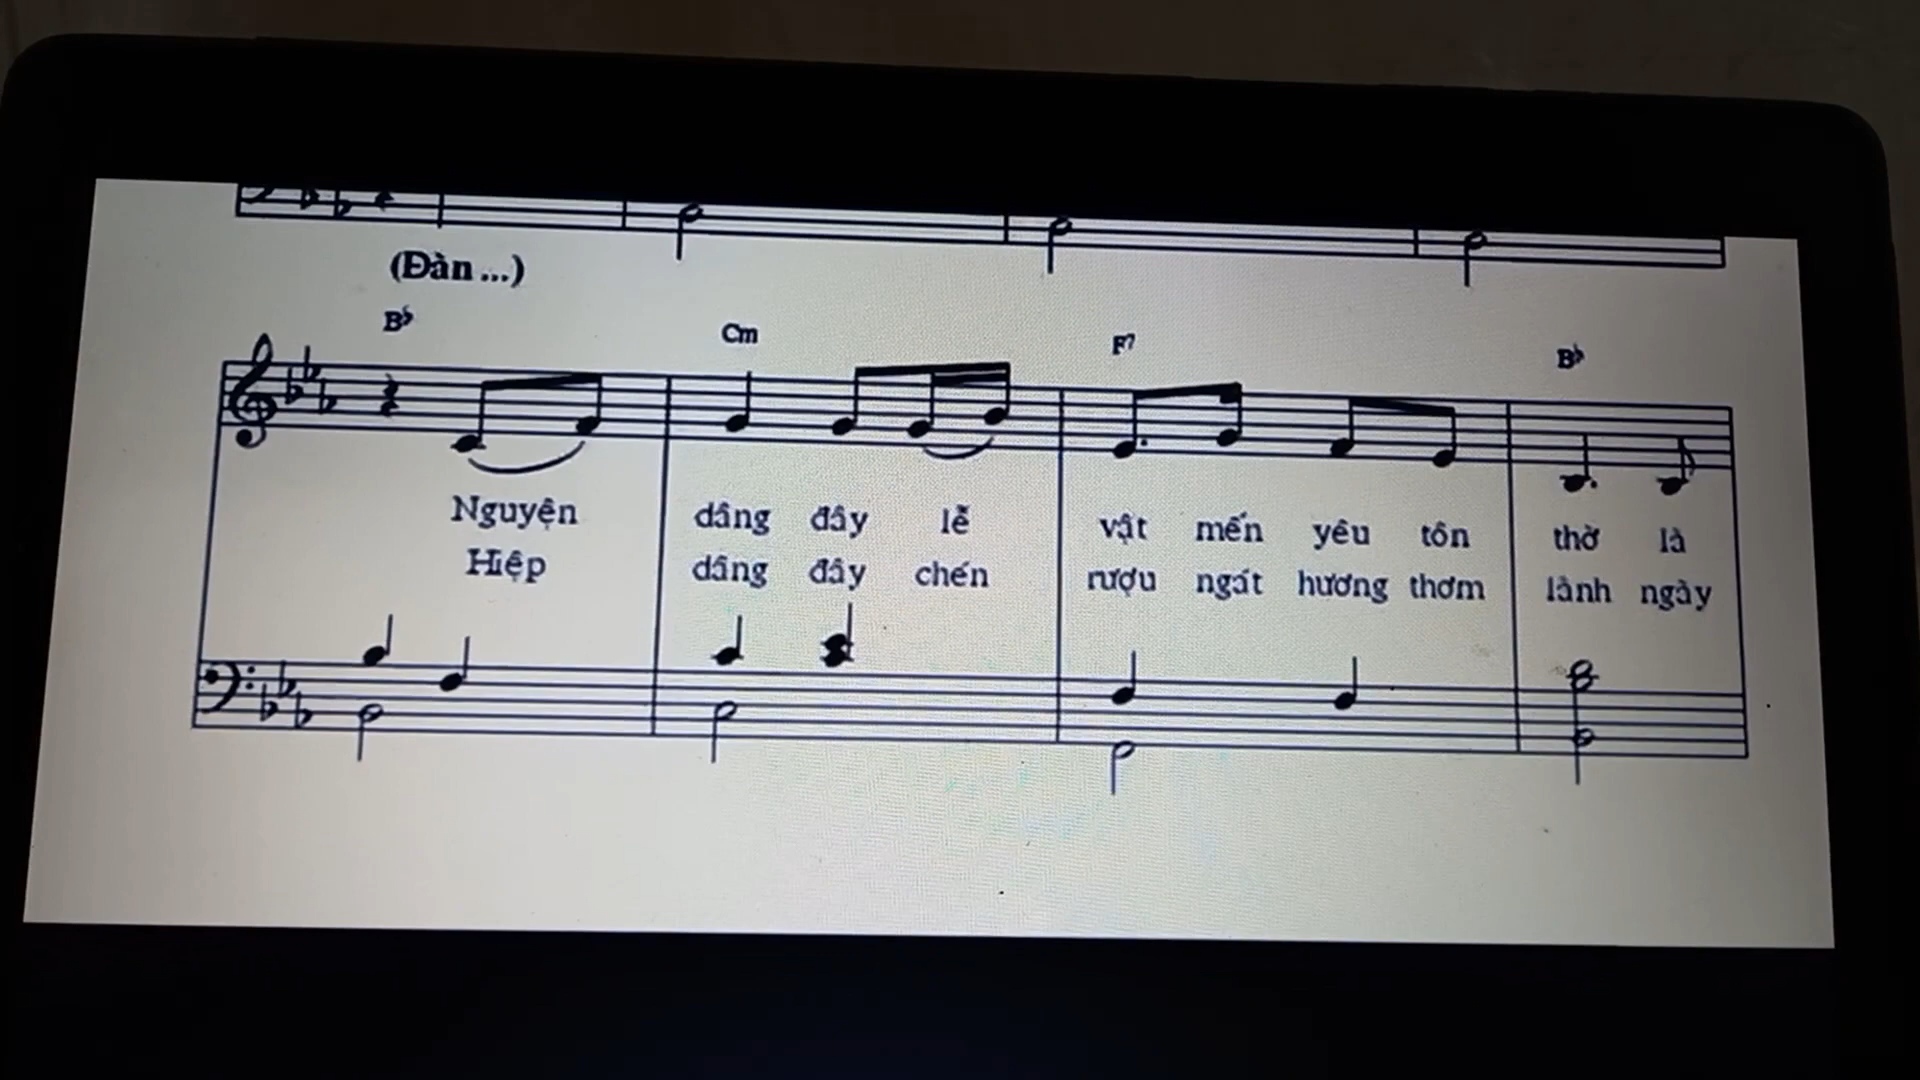 (Đàn ...)
B♭ Cm F7 B♭
Nguyện dâng đây lễ vật mến yêu tôn thờ là
Hiệp dâng đây chén rượu ngát hương thơm lành ngày